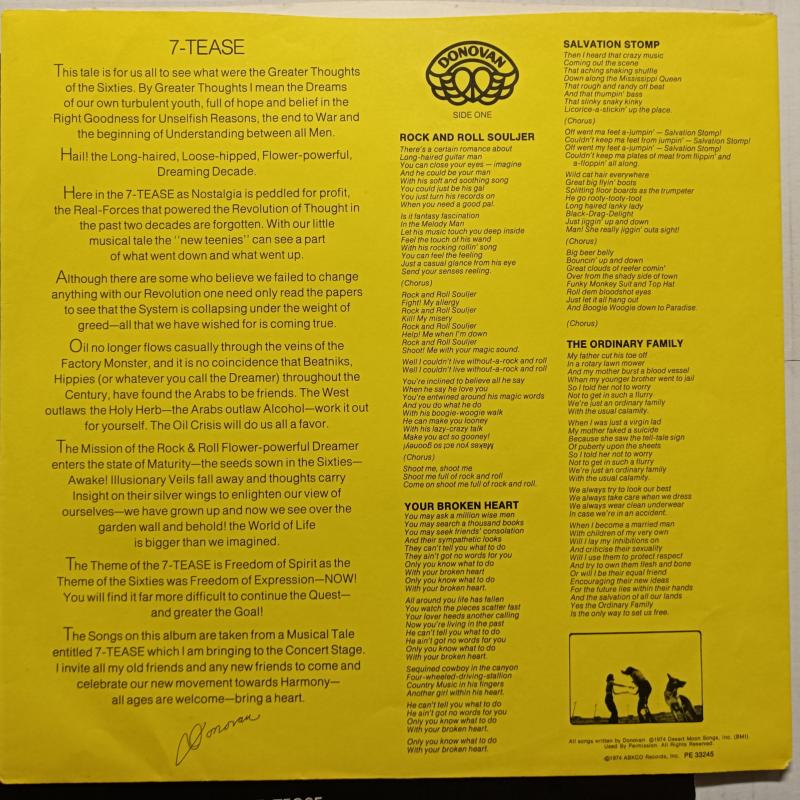 7-TEASE
This tale is for us all to see what were the Greater Thoughts
of the Sixties. By Greater Thoughts I mean the Dreams
of our own turbulent youth, full of hope and belief in the
Right Goodness for Unselfish Reasons, the end to War and
the beginning of Understanding between all Men.
Hail! the Long-haired, Loose-hipped, Flower-powerful,
Dreaming Decade.
Here in the 7-TEASE as Nostalgia is peddled for profit,
the Real-Forces that powered the Revolution of Thought in
the past two decades are forgotten. With our little
musical tale the "new teenies" can see a part
of what went down and what went up.
Although there are some who believe we failed to change
anything with our Revolution one need only read the papers
to see that the System is collapsing under the weight of
greed—all that we have wished for is coming true.
Oil no longer flows casually through the veins of the
Factory Monster, and it is no coincidence that Beatniks,
Hippies (or whatever you call the Dreamer) throughout the
Century, have found the Arabs to be friends. The West
outlaws the Holy Herb—the Arabs outlaw Alcohol—work it out
for yourself. The Oil Crisis will do us all a favor.
The Mission of the Rock & Roll Flower-powerful Dreamer
enters the state of Maturity—the seeds sown in the Sixties—
Awake! Illusionary Veils fall away and thoughts carry
Insight on their silver wings to enlighten our view of
ourselves—we have grown up and now we see over the
garden wall and behold! the World of Life
is bigger than we imagined.
The Theme of the 7-TEASE is Freedom of Spirit as the
Theme of the Sixties was Freedom of Expression—NOW!
You will find it far more difficult to continue the Quest—
and greater the Goal!
The Songs on this album are taken from a Musical Tale
entitled 7-TEASE which I am bringing to the Concert Stage.
I invite all my old friends and any new friends to come and
celebrate our new movement towards Harmony—
all ages are welcome—bring a heart.
Donovan
DONOVAN
SIDE ONE
ROCK AND ROLL SOULJER
There's a certain romance about
Long-haired guitar man
You can close your eyes — imagine
And he could be your man
With his soft and soothing song
You could just be his gal
You just turn his records on
When you need a good pal.
Is it fantasy fascination
In the Melody Man
Let his music touch you deep inside
Feel the touch of his wand
With his rocking rollin' song
You can feel the feeling
Just a casual glance from his eye
Send your senses reeling.
(Chorus)
Rock and Roll Souljer
Fight! My allergy
Rock and Roll Souljer
Kill! My misery
Rock and Roll Souljer
Help! Me when I'm down
Rock and Roll Souljer
Shoot! Me with your magic sound.
Well I couldn't live without-a-rock and roll
Well I couldn't live without-a-rock and roll
You're inclined to believe all he say
When he say he love you
You're entwined around his magic words
And you do what he do
With his boogie-woogie walk
He can make you looney
With his lazy-crazy talk
Make you act so gooney!
Makes you act so gooney!
(Chorus)
Shoot me, shoot me
Shoot me full of rock and roll
Come on shoot me full of rock and roll.
YOUR BROKEN HEART
You may ask a million wise men
You may search a thousand books
You may seek friends' consolation
And their sympathetic looks
They can't tell you what to do
They ain't got no words for you
Only you know what to do
With your broken heart
Only you know what to do
With your broken heart.
All around you life has fallen
You watch the pieces scatter fast
Your lover heeds another calling
Now you're living in the past
He can't tell you what to do
He ain't got no words for you
Only you know what to do
With your broken heart.
Sequined cowboy in the canyon
Four-wheeled-driving-stallion
Country Music in his fingers
Another girl within his heart.
He can't tell you what to do
He ain't got no words for you
Only you know what to do
With your broken heart.
Only you know what to do
With your broken heart.
SALVATION STOMP
Then I heard that crazy music
Coming out the scene
That aching shaking shuffle
Down along the Mississippi Queen
That rough and randy off beat
And that thumpin' bass
That slinky snaky kinky
Licorice-a-stickin' up the place.
(Chorus)
Off went ma feet a-jumpin' — Salvation Stomp!
Couldn't keep ma feet from jumpin' — Salvation Stomp!
Off went my feet a-jumpin' — Salvation Stomp!
Couldn't keep ma plates of meat from flippin' and
a-floppin' all along.
Wild cat hair everywhere
Great big flyin' boots
Splitting floor boards as the trumpeter
He go rooty-tooty-toot
Long haired lanky lady
Black-Drag-Delight
Just jiggin' up and down
Man! She really jiggin' outa sight!
(Chorus)
Big beer belly
Bouncin' up and down
Great clouds of reefer comin'
Over from the shady side of town
Funky Monkey Suit and Top Hat
Roll dem bloodshot eyes
Just let it all hang out
And Boogie Woogie down to Paradise.
(Chorus)
THE ORDINARY FAMILY
My father cut his toe off
In a rotary lawn mower
And my mother burst a blood vessel
When my younger brother went to jail
So I told her not to worry
Not to get in such a flurry
We're just an ordinary family
With the usual calamity.
When I was just a virgin lad
My mother faked a suicide
Because she saw the tell-tale sign
Of puberty upon the sheets
So I told her not to worry
Not to get in such a flurry
We're just an ordinary family
With the usual calamity.
We always try to look our best
We always take care when we dress
We always wear clean underwear
In case we're in an accident.
When I become a married man
With children of my very own
Will I lay my inhibitions on
And criticise their sexuality
Will I use them to protect respect
And try to own them flesh and bone
Or will I be their equal friend
Encouraging their new ideas
For the future lies within their hands
And the salvation of all our lands
Yes the Ordinary Family
Is the only way to set us free.
All songs written by Donovan ©1974 Desert Moon Songs, Inc. (BMI).
Used By Permission. All Rights Reserved.
©1974 ABKCO Records, Inc. PE 33245